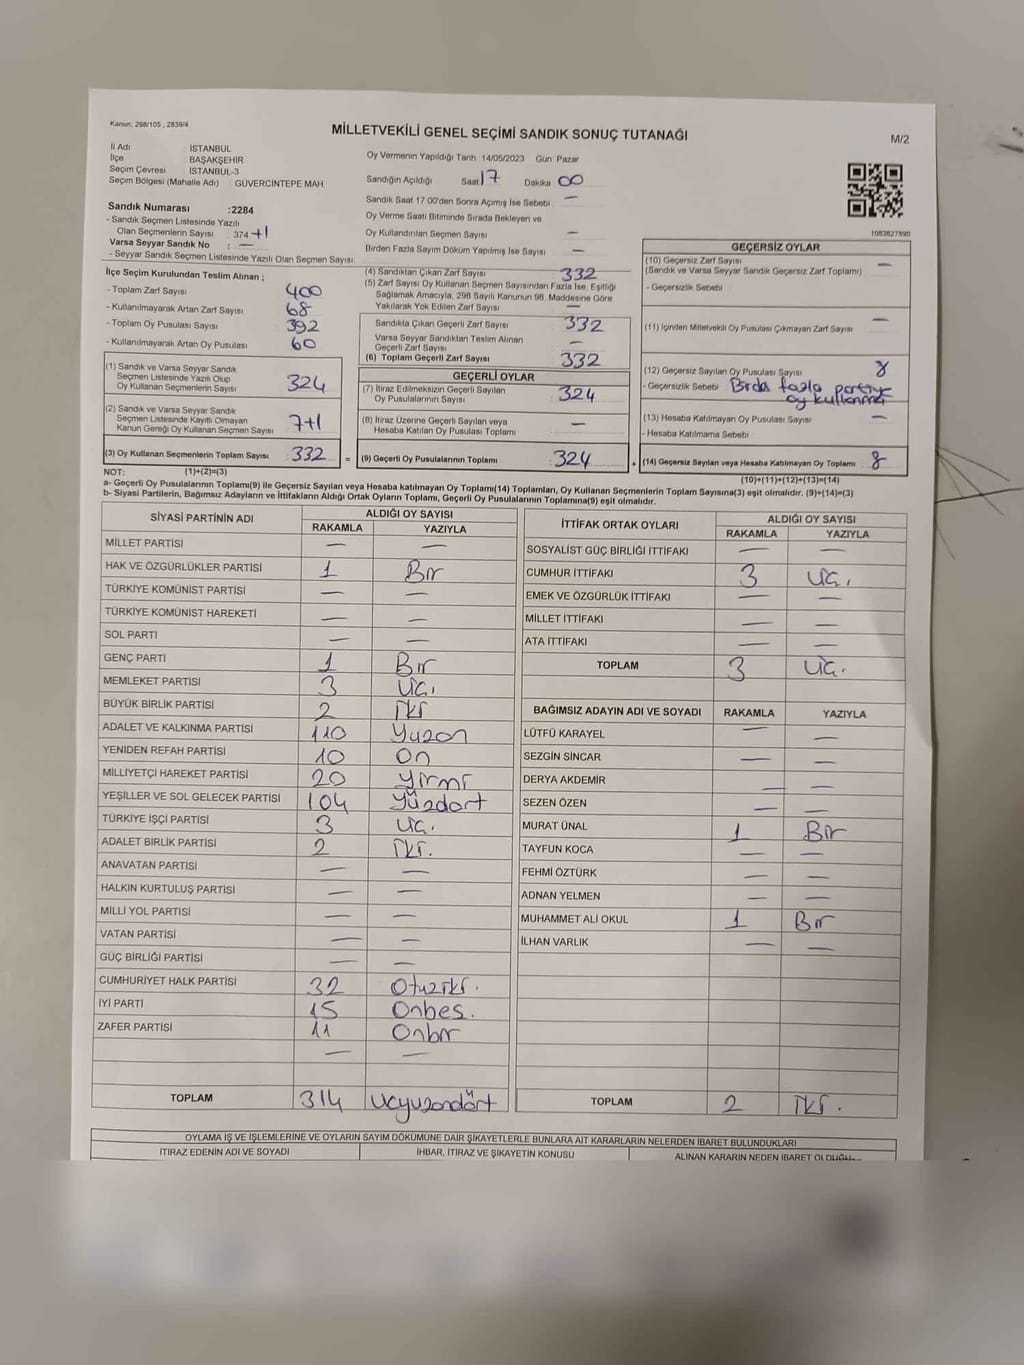 Kanun; 298/105 , 2839/4
MİLLETVEKİLİ GENEL SEÇİMİ SANDIK SONUÇ TUTANAĞI
M/2
İl Adı : İSTANBUL
İlçe : BAŞAKŞEHİR
Seçim Çevresi : İSTANBUL-3
Seçim Bölgesi (Mahalle Adı) : GÜVERCİNTEPE MAH.
Oy Vermenin Yapıldığı Tarih 14/05/2023 Gün Pazar
Sandığın Açıldığı Saat 17 Dakika 00
Sandık Saat 17:00'den Sonra Açılmış İse Sebebi : —
Oy Verme Saati Bitiminde Sırada Bekleyen ve
Oy Kullandırılan Seçmen Sayısı —
Birden Fazla Sayım Döküm Yapılmış İse Sayısı —
1083827890
Sandık Numarası :2284
- Sandık Seçmen Listesinde Yazılı
Olan Seçmenlerin Sayısı : 374 +1
Varsa Seyyar Sandık No : —
- Seyyar Sandık Seçmen Listesinde Yazılı Olan Seçmen Sayısı
İlçe Seçim Kurulundan Teslim Alınan ;
- Toplam Zarf Sayısı 400
- Kullanılmayarak Artan Zarf Sayısı 68
- Toplam Oy Pusulası Sayısı 392
- Kullanılmayarak Artan Oy Pusulası 60
(1) Sandık ve Varsa Seyyar Sandık
Seçmen Listesinde Yazılı Olup
Oy Kullanan Seçmenlerin Sayısı 324
(2) Sandık ve Varsa Seyyar Sandık
Seçmen Listesinde Kayıtlı Olmayan
Kanun Gereği Oy Kullanan Seçmen Sayısı 7+1
(3) Oy Kullanan Seçmenlerin Toplam Sayısı 332 =
(4) Sandıktan Çıkan Zarf Sayısı 332
(5) Zarf Sayısı Oy Kullanan Seçmen Sayısından Fazla İse, Eşitliği
Sağlamak Amacıyla, 298 Sayılı Kanunun 98. Maddesine Göre
Yakılarak Yok Edilen Zarf Sayısı —
Sandıkta Çıkan Geçerli Zarf Sayısı 332
Varsa Seyyar Sandıktan Teslim Alınan
Geçerli Zarf Sayısı —
(6) Toplam Geçerli Zarf Sayısı 332
GEÇERLİ OYLAR
(7) İtiraz Edilmeksizin Geçerli Sayılan
Oy Pusulalarının Sayısı 324
(8) İtiraz Üzerine Geçerli Sayılan veya
Hesaba Katılan Oy Pusulası Toplamı —
(9) Geçerli Oy Pusulalarının Toplamı 324 +
GEÇERSİZ OYLAR
(10) Geçersiz Zarf Sayısı —
(Sandık ve Varsa Seyyar Sandık Geçersiz Zarf Toplamı)
- Geçersizlik Sebebi :
(11) İçinden Milletvekili Oy Pusulası Çıkmayan Zarf Sayısı —
(12) Geçersiz Sayılan Oy Pusulası Sayısı 8
- Geçersizlik Sebebi Birda fazla partiye
oy kullanma
(13) Hesaba Katılmayan Oy Pusulası Sayısı —
- Hesaba Katılmama Sebebi
(14) Geçersiz Sayılan veya Hesaba Katılmayan Oy Toplamı 8
NOT: (1)+(2)=(3)
(10)+(11)+(12)+(13)=(14)
a- Geçerli Oy Pusulalarının Toplamı(9) ile Geçersiz Sayılan veya Hesaba katılmayan Oy Toplamı(14) Toplamları, Oy Kullanan Seçmenlerin Toplam Sayısına(3) eşit olmalıdır. (9)+(14)=(3)
b- Siyasi Partilerin, Bağımsız Adayların ve İttifakların Aldığı Ortak Oyların Toplamı, Geçerli Oy Pusulalarının Toplamına(9) eşit olmalıdır.
SİYASİ PARTİNİN ADI ALDIĞI OY SAYISI
RAKAMLA YAZIYLA
MİLLET PARTİSİ — —
HAK VE ÖZGÜRLÜKLER PARTİSİ 1 Bir
TÜRKİYE KOMÜNİST PARTİSİ — —
TÜRKİYE KOMÜNİST HAREKETİ — —
SOL PARTİ — —
GENÇ PARTİ 1 Bir
MEMLEKET PARTİSİ 3 üç.
BÜYÜK BİRLİK PARTİSİ 2 İki
ADALET VE KALKINMA PARTİSİ 110 Yüzon
YENİDEN REFAH PARTİSİ 10 On
MİLLİYETÇİ HAREKET PARTİSİ 20 yirmi
YEŞİLLER VE SOL GELECEK PARTİSİ 104 Yüzdört
TÜRKİYE İŞÇİ PARTİSİ 3 üç.
ADALET BİRLİK PARTİSİ 2 İki.
ANAVATAN PARTİSİ — —
HALKIN KURTULUŞ PARTİSİ — —
MİLLİ YOL PARTİSİ — —
VATAN PARTİSİ — —
GÜÇ BİRLİĞİ PARTİSİ — —
CUMHURİYET HALK PARTİSİ 32 Otuziki.
İYİ PARTİ 15 Onbeş.
ZAFER PARTİSİ 11 Onbir
— —
TOPLAM 314 Üçyüzondört
İTTİFAK ORTAK OYLARI ALDIĞI OY SAYISI
RAKAMLA YAZIYLA
SOSYALİST GÜÇ BİRLİĞİ İTTİFAKI — —
CUMHUR İTTİFAKI 3 üç.
EMEK VE ÖZGÜRLÜK İTTİFAKI — —
MİLLET İTTİFAKI — —
ATA İTTİFAKI — —
TOPLAM 3 üç.
BAĞIMSIZ ADAYIN ADI VE SOYADI RAKAMLA YAZIYLA
LÜTFÜ KARAYEL — —
SEZGİN SİNCAR — —
DERYA AKDEMİR — —
SEZEN ÖZEN — —
MURAT ÜNAL 1 Bir
TAYFUN KOCA — —
FEHMİ ÖZTÜRK — —
ADNAN YELMEN — —
MUHAMMET ALİ OKUL 1 Bir
İLHAN VARLIK — —
TOPLAM 2 İki.
OYLAMA İŞ VE İŞLEMLERİNE VE OYLARIN SAYIM DÖKÜMÜNE DAİR ŞİKAYETLERLE BUNLARA AİT KARARLARIN NELERDEN İBARET BULUNDUKLARI
İTİRAZ EDENİN ADI VE SOYADI İHBAR, İTİRAZ VE ŞİKAYETİN KONUSU ALINAN KARARIN NEDEN İBARET OLDUĞU